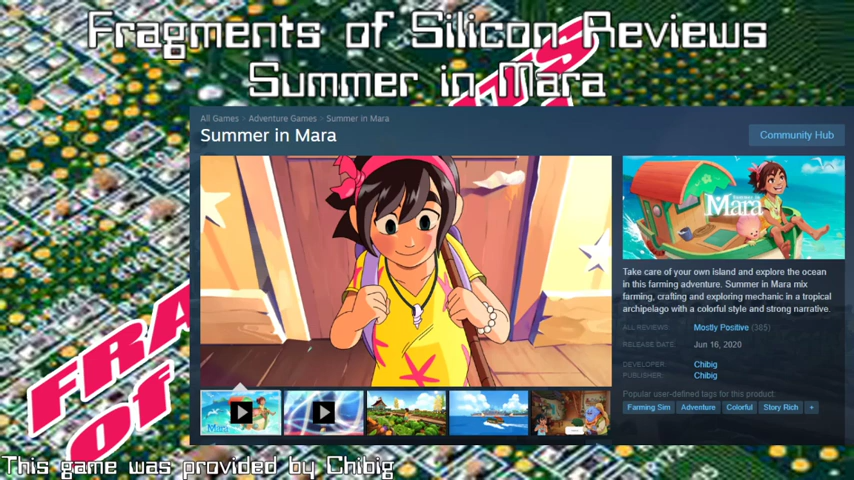 Fragments of Silicon Reviews
Summer in Mara
All Games > Adventure Games > Summer in Mara
Summer in Mara
Community Hub
Mara
Take care of your own island and explore the ocean
in this farming adventure. Summer in Mara mix
farming, crafting and exploring mechanic in a tropical
archipelago with a colorful style and strong narrative.
ALL REVIEWS: Mostly Positive (365)
RELEASE DATE: Jun 16, 2020
DEVELOPER: Chibig
PUBLISHER: Chibig
Popular user-defined tags for this product:
Farming Sim Adventure Colorful Story Rich +
Mara
FRA
of
This game was provided by Chibig